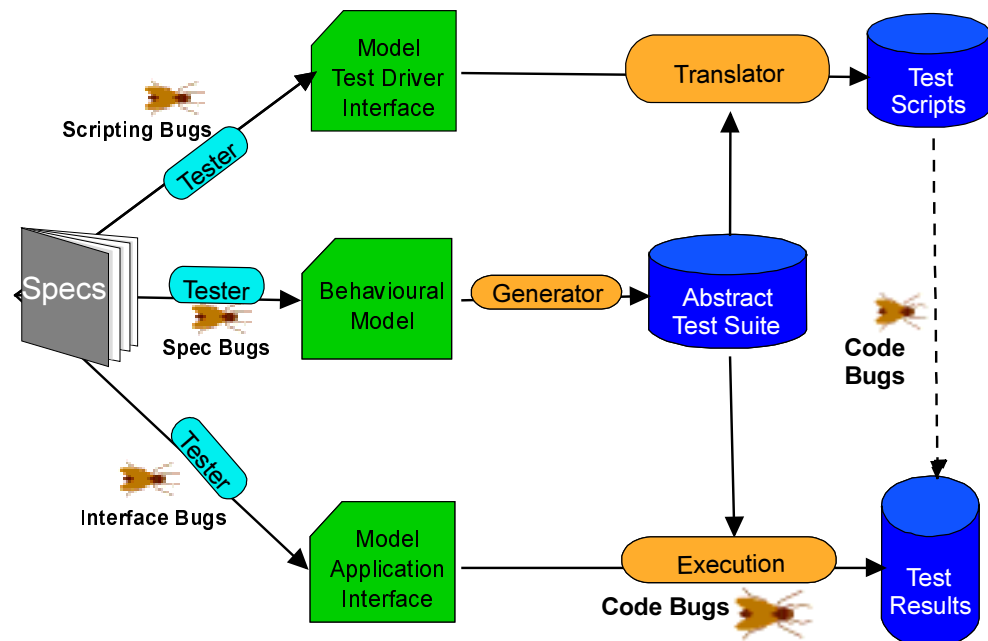 Model
Test Driver
Interface
Translator
Test
Scripts
Scripting Bugs
Tester
Specs
Tester
Spec Bugs
Behavioural
Model
Generator
Abstract
Test Suite
Code
Bugs
Tester
Interface Bugs
Model
Application
Interface
Execution
Code Bugs
Test
Results